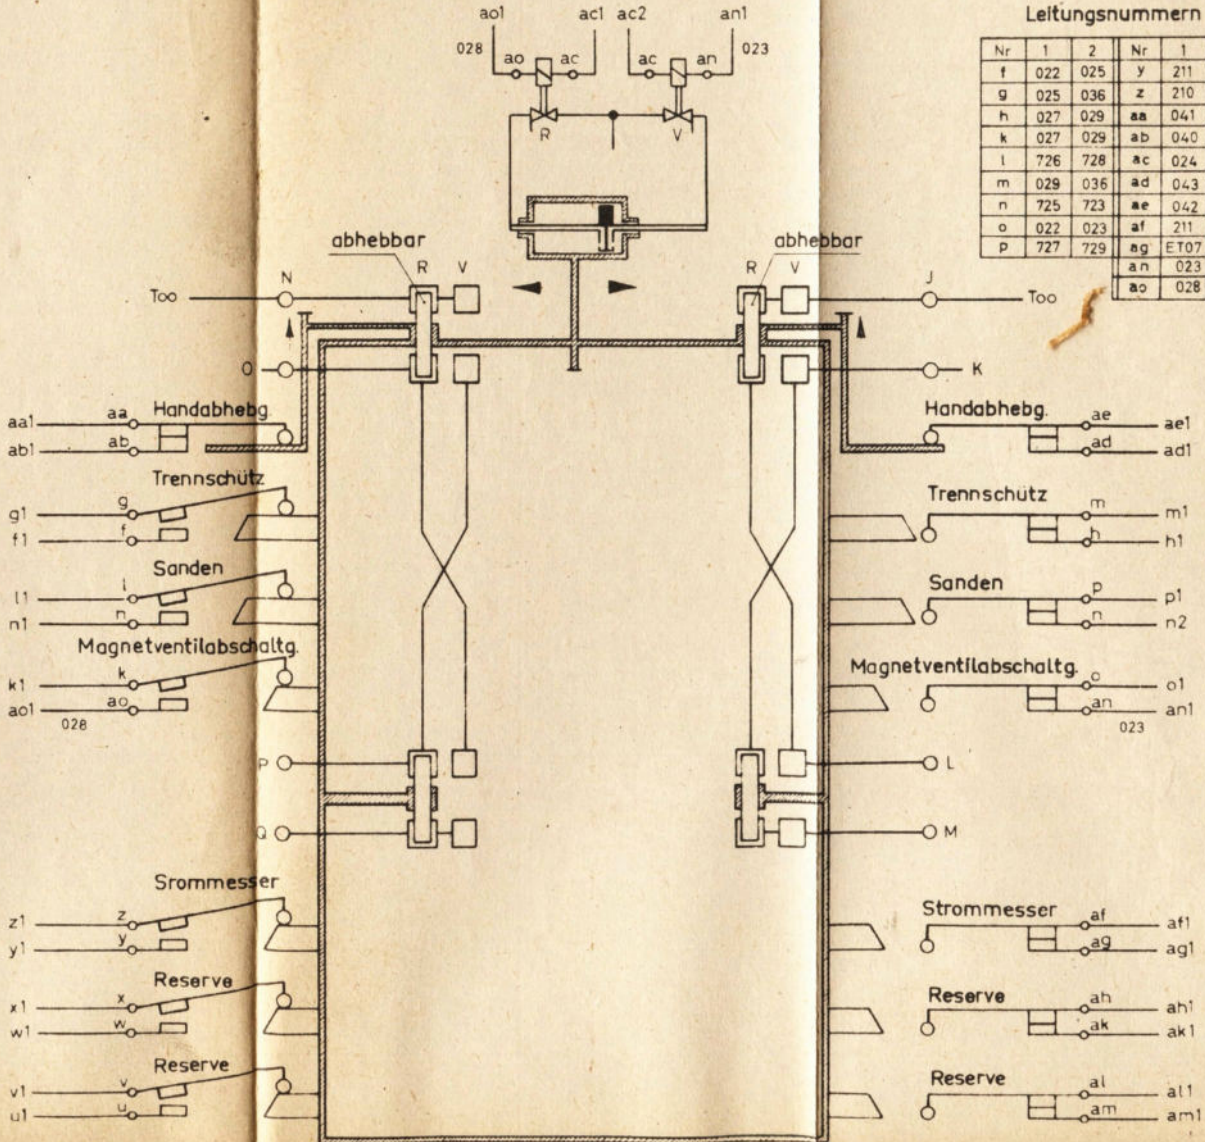 Leitungsnummern
Nr 1 2 Nr 1
f 022 025 y 211
g 025 036 z 210
h 027 029 aa 041
k 027 029 ab 040
l 726 728 ac 024
m 029 036 ad 043
n 725 723 ae 042
o 022 023 af 211
p 727 729 ag ET07
an 023
ao 028
ao1 ac1 ac2 an1
028 ao ac ac an 023
R V
abhebbar abhebbar
N R V R V J
Too Too
O K
Handabhebg. Handabhebg.
aa1 aa ae ae1
ab1 ab ad ad1
Trennschütz Trennschütz
g1 g m m1
f1 f h h1
Sanden Sanden
l1 l p p1
n1 n n n2
Magnetventilabschaltg. Magnetventilabschaltg.
k1 k o o1
ao1 ao an an1
028 023
P L
Q M
Srommesser Strommesser
z1 z af af1
y1 y ag ag1
Reserve Reserve
x1 x ah ah1
w1 w ak ak1
Reserve Reserve
v1 v al al1
u1 u am am1